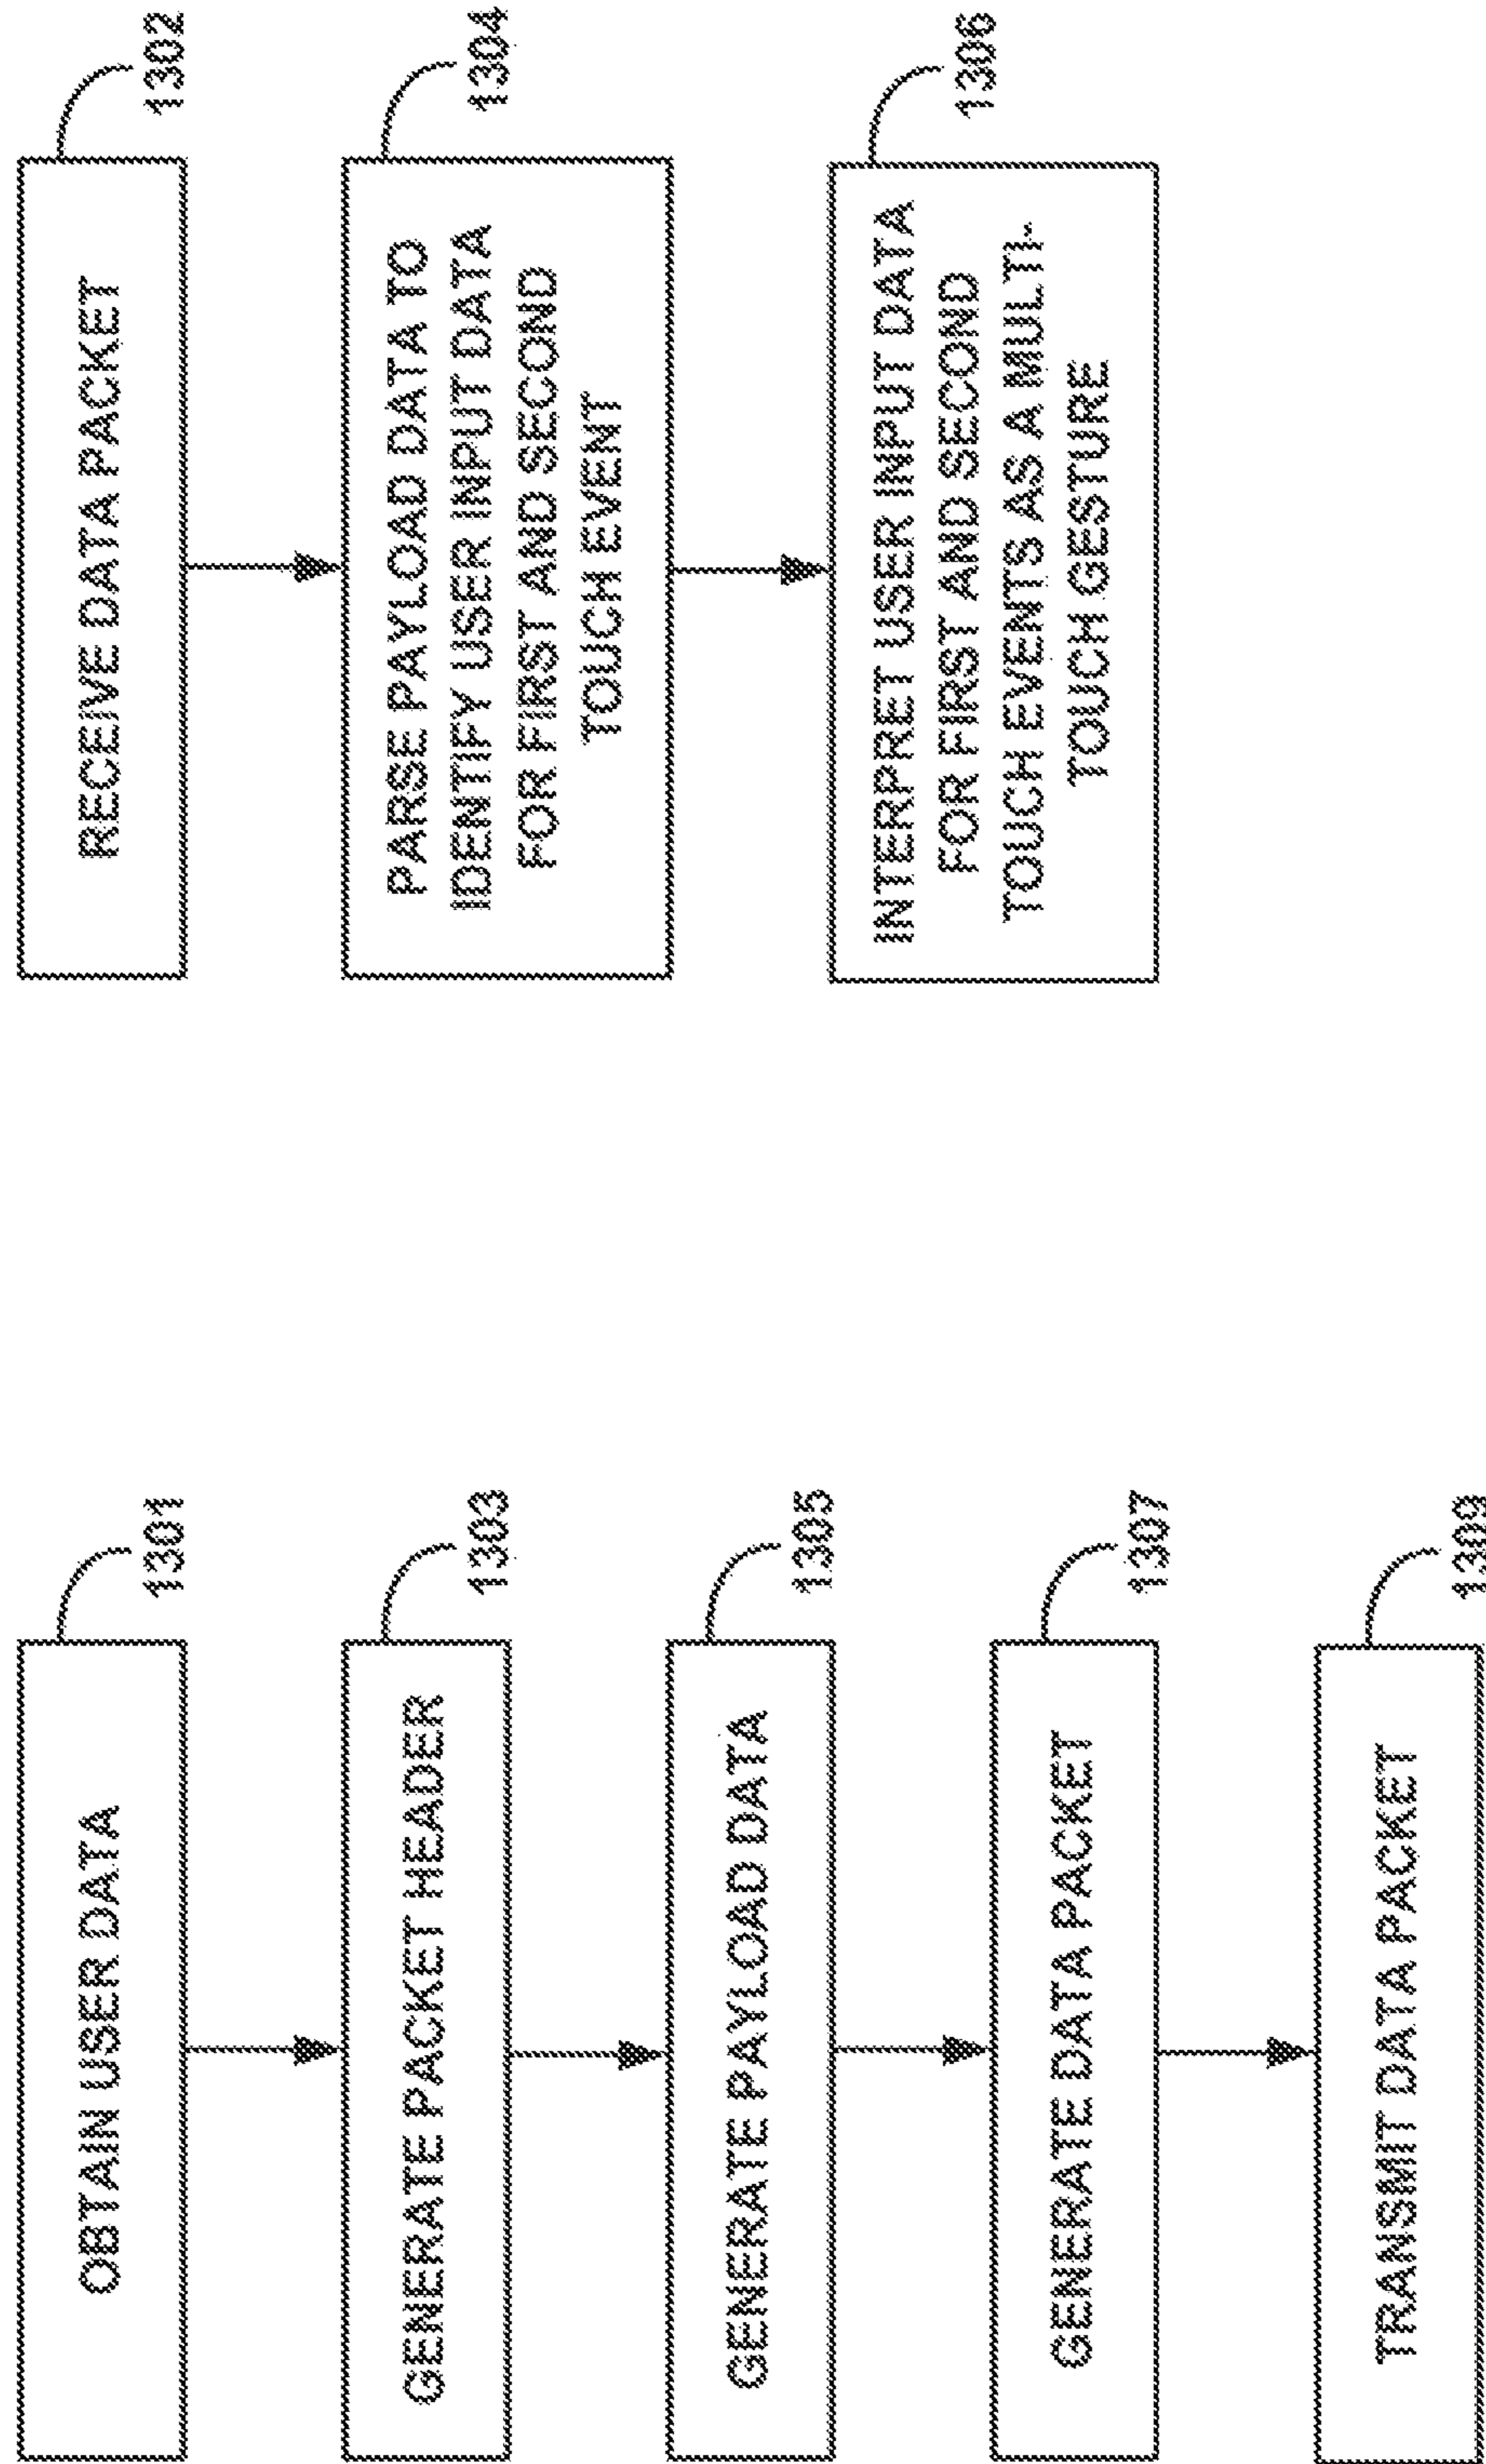 OBTAIN USER DATA
1301
GENERATE PACKET HEADER
1303
GENERATE PAYLOAD DATA
1305
GENERATE DATA PACKET
1307
TRANSMIT DATA PACKET
1309
RECEIVE DATA PACKET
1302
PARSE PAYLOAD DATA TO
IDENTIFY USER INPUT DATA
FOR FIRST AND SECOND
TOUCH EVENT
1304
INTERPRET USER INPUT DATA
FOR FIRST AND SECOND
TOUCH EVENTS AS A MULTI-
TOUCH GESTURE
1306